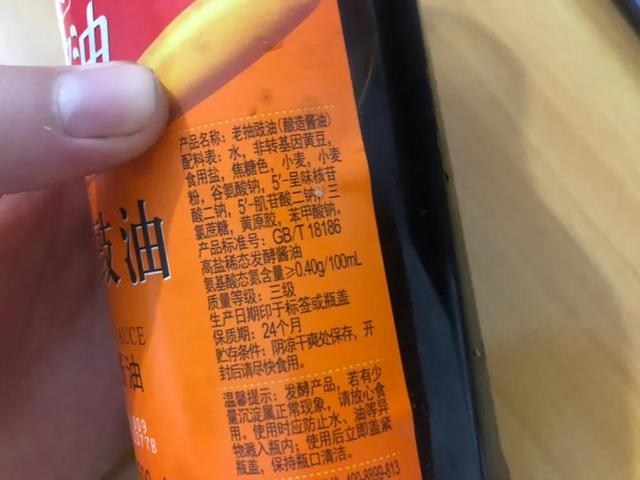 油
产品名称：老抽豉油（酿造酱油）
配料表：水，非转基因黄豆，
食用盐，焦糖色，小麦，小麦
粉，谷氨酸钠，5′-呈味核苷
酸二钠，5′-肌苷酸二钠，三
氯蔗糖，黄原胶，苯甲酸钠。
产品标准号：GB/T 18186
高盐稀态发酵酱油
氨基酸态氮含量≥0.40g/100mL
质量等级：三级
生产日期印于标签或瓶盖
保质期：24个月
贮存条件：阴凉干爽处保存，开
封后请尽快食用。
豉油
SAUCE
油
温馨提示：发酵产品，若有少
量沉淀属正常现象，请放心食
用。使用时应防止水、油等异
物溅入瓶内；使用后立即盖紧
瓶盖，保持瓶口清洁。
400-8899-813